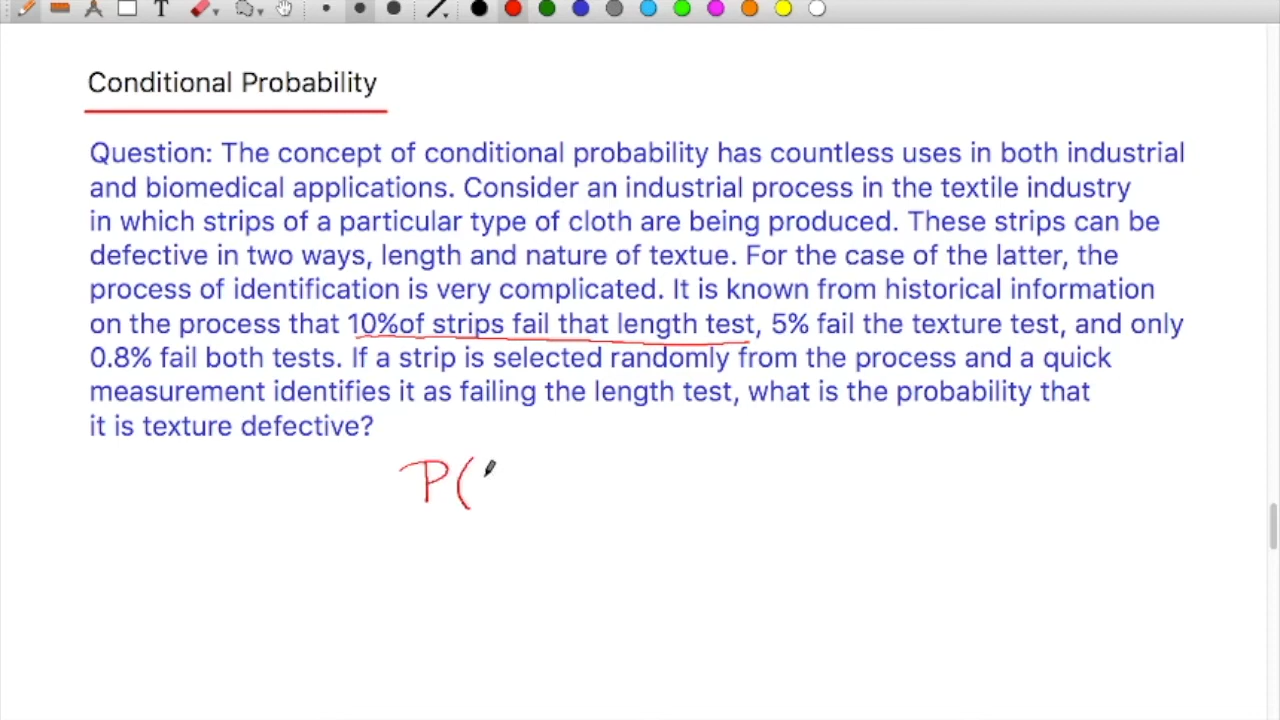 T
Conditional Probability
Question: The concept of conditional probability has countless uses in both industrial
and biomedical applications. Consider an industrial process in the textile industry
in which strips of a particular type of cloth are being produced. These strips can be
defective in two ways, length and nature of textue. For the case of the latter, the
process of identification is very complicated. It is known from historical information
on the process that 10%of strips fail that length test, 5% fail the texture test, and only
0.8% fail both tests. If a strip is selected randomly from the process and a quick
measurement identifies it as failing the length test, what is the probability that
it is texture defective?
P(